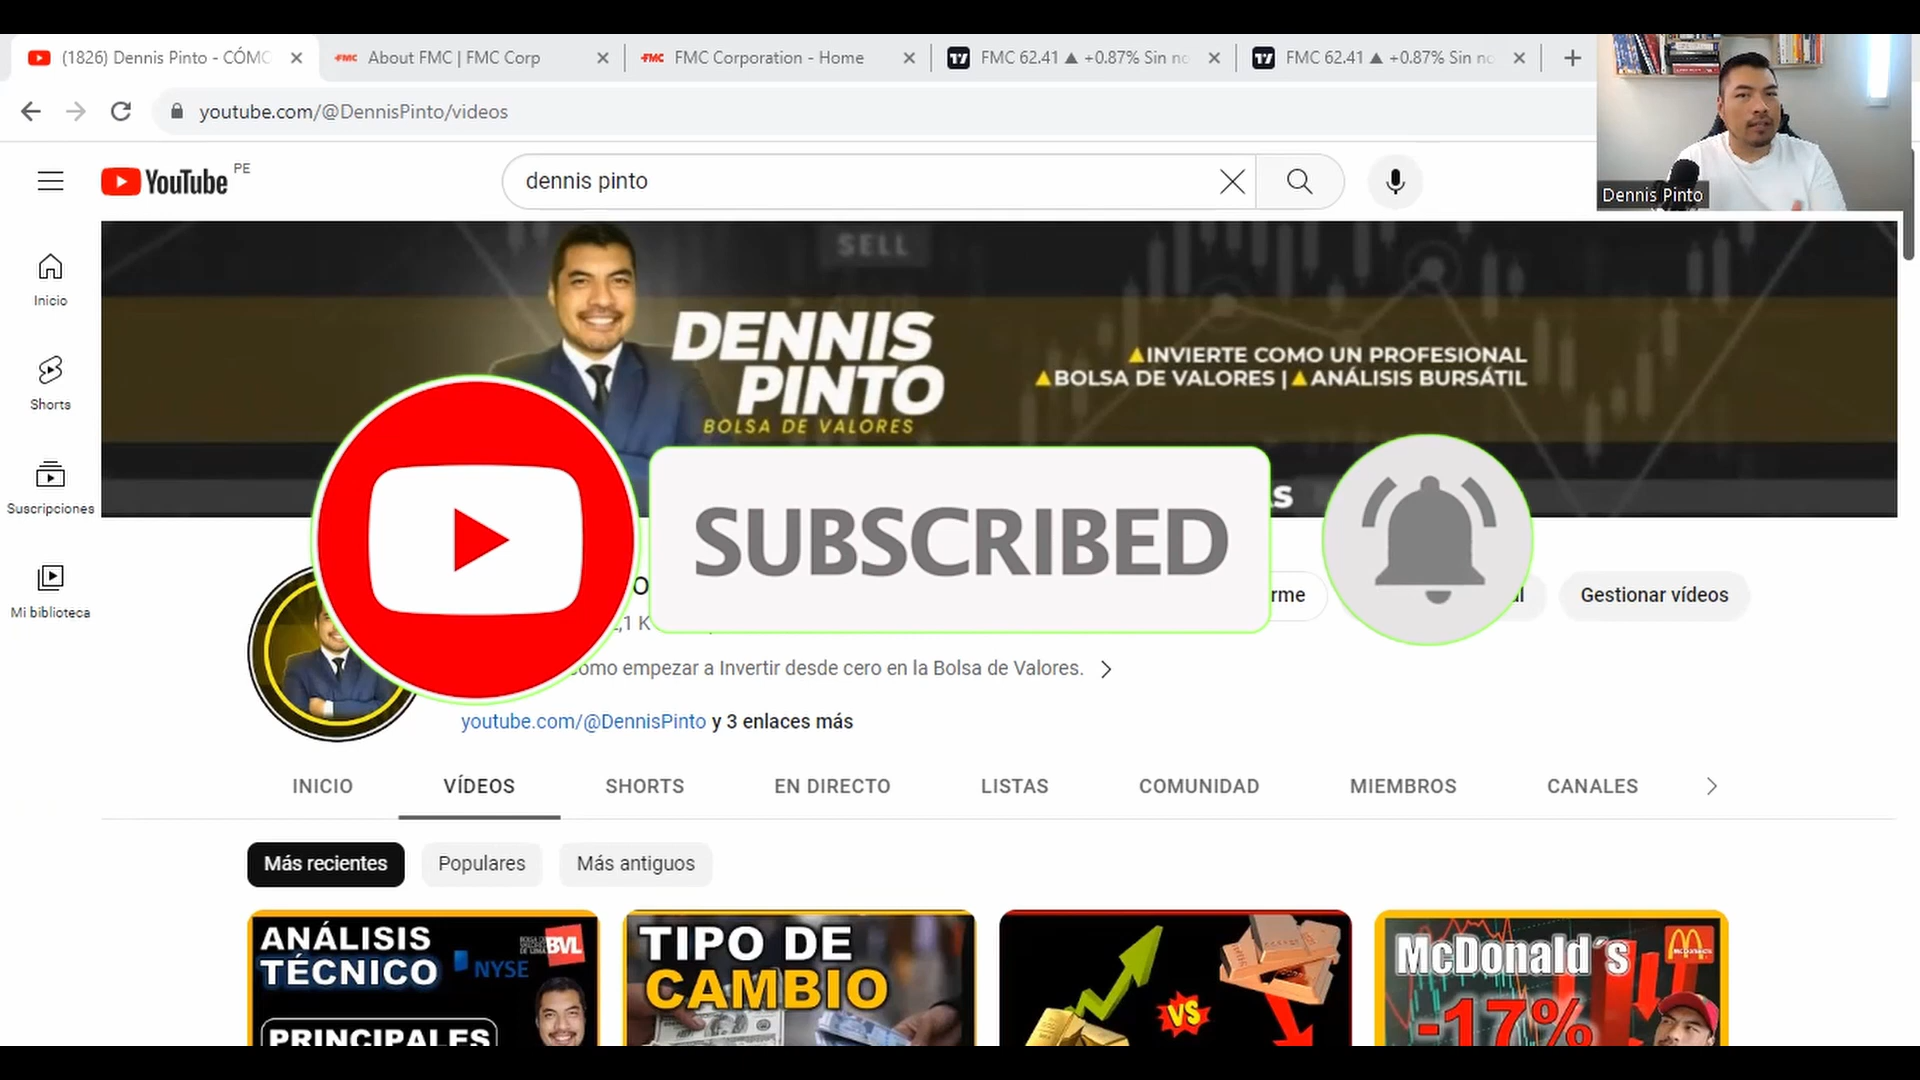 (1826) Dennis Pinto - CÓMO
About FMC | FMC Corp
FMC Corporation - Home
FMC 62.41 ▲ +0.87% Sin no
FMC 62.41 ▲ +0.87% Sin no
youtube.com/@DennisPinto/videos
YouTube PE
dennis pinto
Dennis Pinto
Inicio
Shorts
Suscripciones
Mi biblioteca
SELL
DENNIS
PINTO
BOLSA DE VALORES
▲INVIERTE COMO UN PROFESIONAL
▲BOLSA DE VALORES | ▲ANÁLISIS BURSÁTIL
SUBSCRIBED
rme
Gestionar vídeos
,1 K
omo empezar a Invertir desde cero en la Bolsa de Valores.
youtube.com/@DennisPinto y 3 enlaces más
INICIO
VÍDEOS
SHORTS
EN DIRECTO
LISTAS
COMUNIDAD
MIEMBROS
CANALES
Más recientes
Populares
Más antiguos
ANÁLISIS
TÉCNICO
BVL
NYSE
PRINCIPALES
TIPO DE
CAMBIO
VS
McDonald´s
-17%